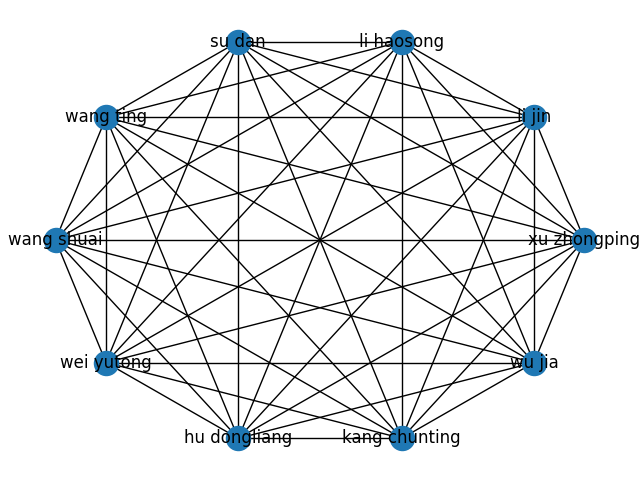 su dan
li haosong
wang ting
li jin
wang shuai
xu zhongping
wei yutong
wu jia
hu dongliang
kang chunting